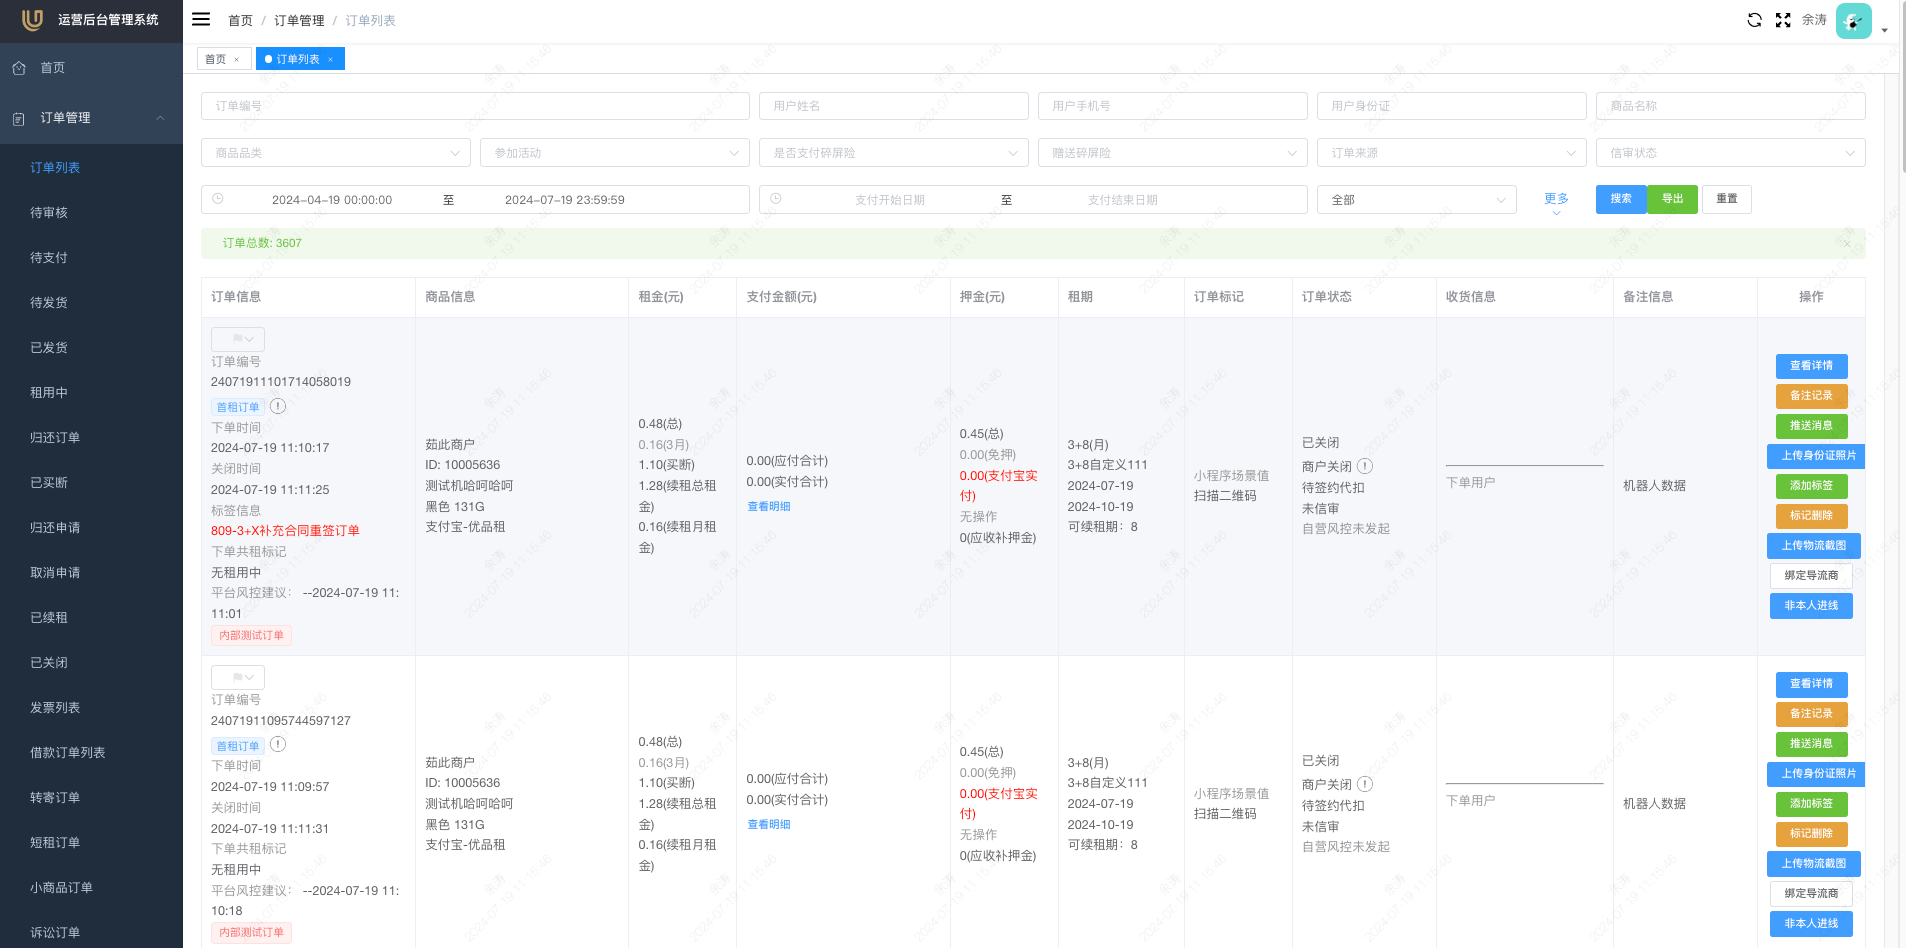 运营后台管理系统
首页 / 订单管理 / 订单列表
余涛
首页 ×
订单列表 ×
首页
订单管理
订单列表
待审核
待支付
待发货
已发货
租用中
归还订单
已买断
归还申请
取消申请
已续租
已关闭
发票列表
借款订单列表
转寄订单
短租订单
小商品订单
诉讼订单
订单编号
用户姓名
用户手机号
用户身份证
商品名称
商品品类
参加活动
是否支付碎屏险
赠送碎屏险
订单来源
信审状态
2024-04-19 00:00:00 至 2024-07-19 23:59:59
支付开始日期 至 支付结束日期
全部
更多
搜索
导出
重置
订单总数: 3607
订单信息 商品信息 租金(元) 支付金额(元) 押金(元) 租期 订单标记 订单状态 收货信息 备注信息 操作
订单编号
24071911101714058019
首租订单
下单时间
2024-07-19 11:10:17
关闭时间
2024-07-19 11:11:25
标签信息
809-3+X补充合同重签订单
下单共租标记
无租用中
平台风控建议： --2024-07-19 11:
11:01
内部测试订单
茹此商户
ID: 10005636
测试机哈呵哈呵
黑色 131G
支付宝-优品租
0.48(总)
0.16(3月)
1.10(买断)
1.28(续租总租
金)
0.16(续租月租
金)
0.00(应付合计)
0.00(实付合计)
查看明细
0.45(总)
0.00(免押)
0.00(支付宝实
付)
无操作
0(应收补押金)
3+8(月)
3+8自定义111
2024-07-19
2024-10-19
可续租期：8
小程序场景值
扫描二维码
已关闭
商户关闭
待签约代扣
未信审
自营风控未发起
下单用户
机器人数据
查看详情
备注记录
推送消息
上传身份证照片
添加标签
标记删除
上传物流截图
绑定导流商
非本人进线
订单编号
24071911095744597127
首租订单
下单时间
2024-07-19 11:09:57
关闭时间
2024-07-19 11:11:31
下单共租标记
无租用中
平台风控建议： --2024-07-19 11:
10:18
内部测试订单
茹此商户
ID: 10005636
测试机哈呵哈呵
黑色 131G
支付宝-优品租
0.48(总)
0.16(3月)
1.10(买断)
1.28(续租总租
金)
0.16(续租月租
金)
0.00(应付合计)
0.00(实付合计)
查看明细
0.45(总)
0.00(免押)
0.00(支付宝实
付)
无操作
0(应收补押金)
3+8(月)
3+8自定义111
2024-07-19
2024-10-19
可续租期：8
小程序场景值
扫描二维码
已关闭
商户关闭
待签约代扣
未信审
自营风控未发起
下单用户
机器人数据
查看详情
备注记录
推送消息
上传身份证照片
添加标签
标记删除
上传物流截图
绑定导流商
非本人进线